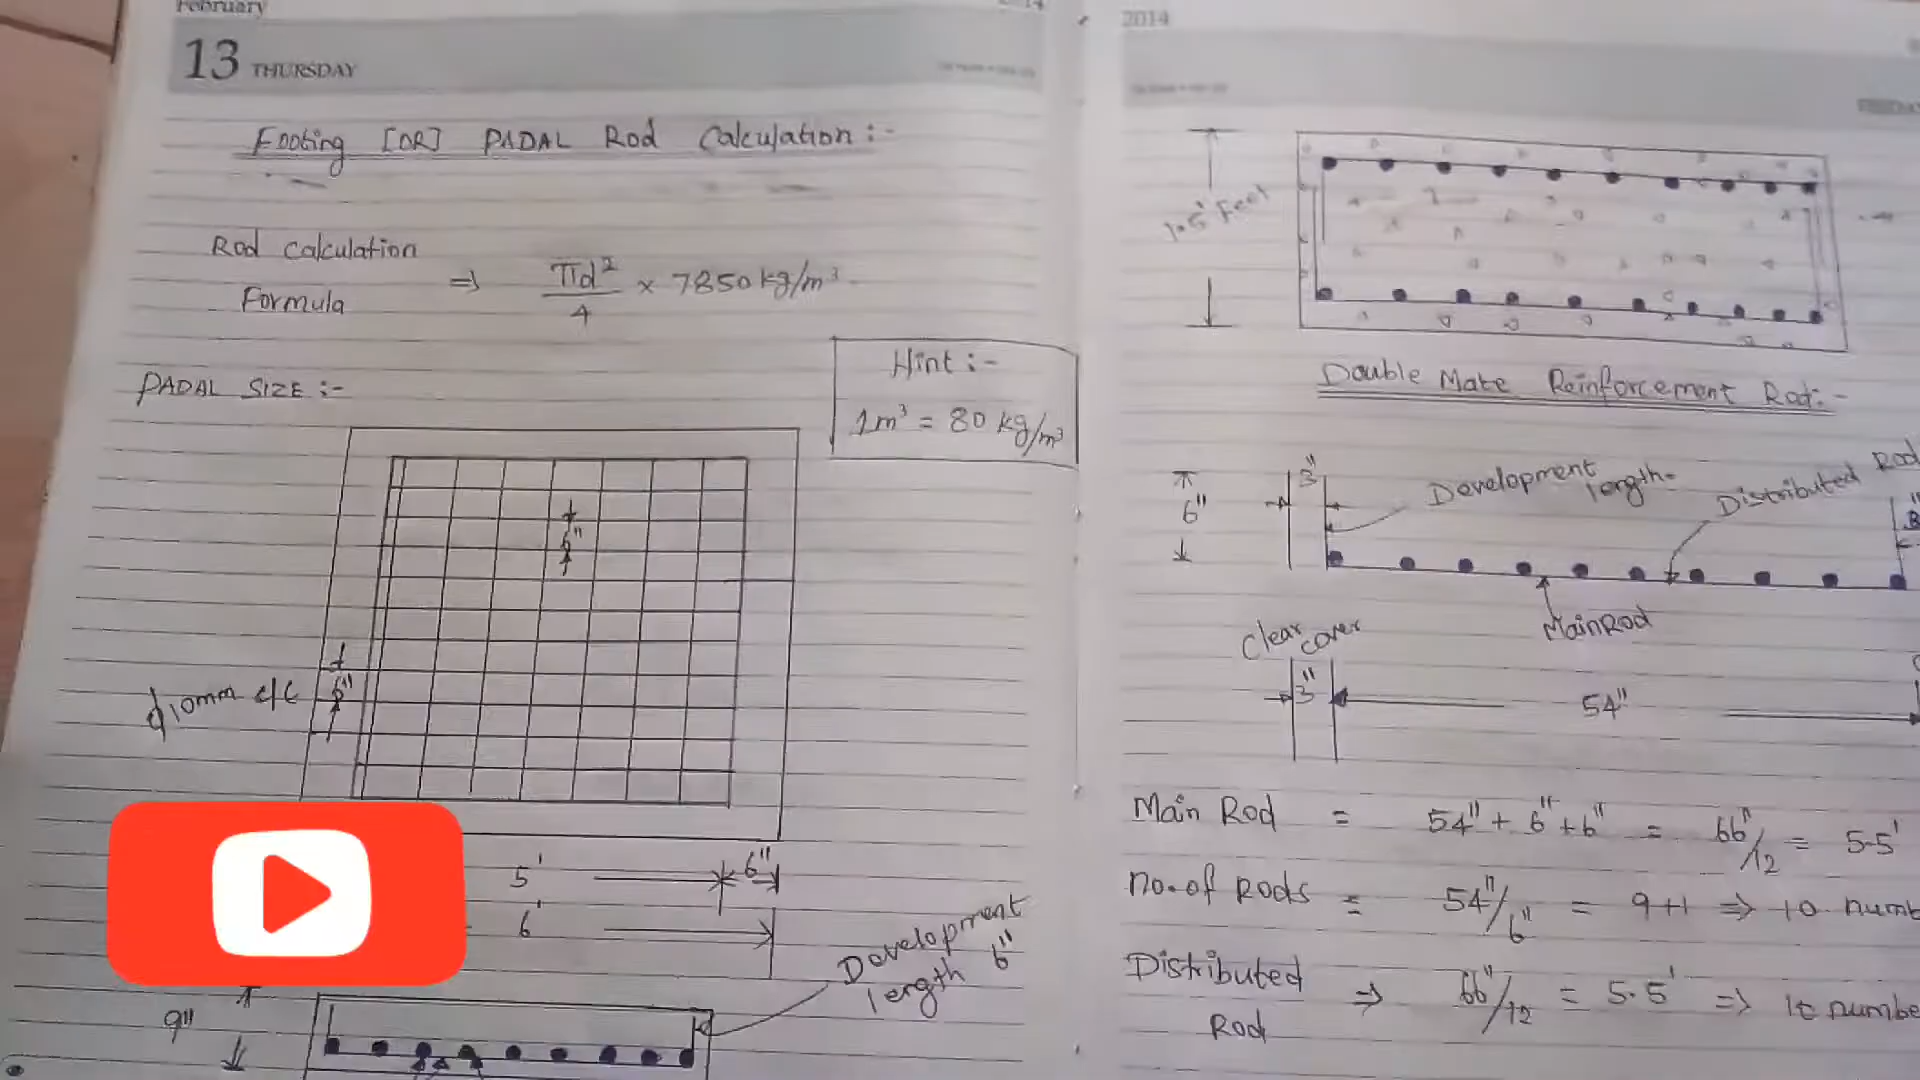 February
13 THURSDAY
Footing [OR] PADAL Rod Calculation :-
Rod Calculation
Formula
⇒ πd²/4 × 7850 kg/m³
Hint :-
1m³ = 80 kg/m³
PADAL SIZE :-
6"
10mm c/c 6"
5' 6"
6'
Development
length 6"
9"
2014
1.5' Feet
Double Mate Reinforcement Rod:-
6" 3" Development
length Distributed Rod
Main Rod
Clear cover
3" 54"
Main Rod = 54" + 6" + 6" = 66"/12 = 5.5'
no. of Rods = 54"/6" = 9+1 ⇒ 10
Distributed
Rod
⇒ 66"/12 = 5.5' ⇒